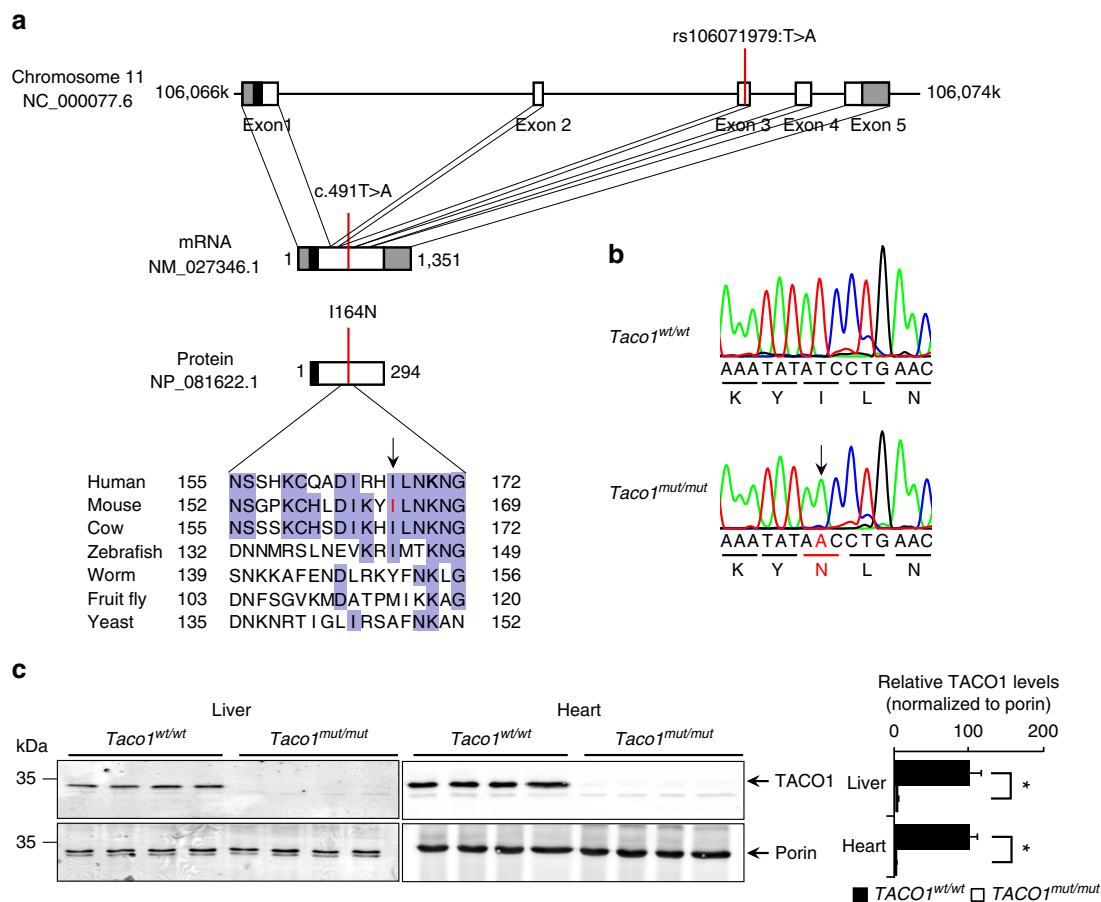 a
rs106071979:T>A
Chromosome 11
NC_000077.6
106,066k
106,074k
Exon1
Exon 2
Exon 3
Exon 4
Exon 5
c.491T>A
mRNA
NM_027346.1
1
1,351
I164N
Protein
NP_081622.1
1
294
Human 155 NSSHKCQADIRHILNKNG 172
Mouse 152 NSGPKCHLDIKYILNKNG 169
Cow 155 NSSSKCHSDIKHILNKNG 172
Zebrafish 132 DNNMRSLNEVKRIMTKNG 149
Worm 139 SNKKAFENDLRKYFNKLG 156
Fruit fly 103 DNFSGVKMDATPMIKKAG 120
Yeast 135 DNKNRTIGLIRSAFNKAN 152
b
Taco1wt/wt
AAATATATCCTGAAC
K Y I L N
Taco1mut/mut
AAATATAACCTGAAC
K Y N L N
c
Liver
Heart
kDa
Taco1wt/wt
Taco1mut/mut
Taco1wt/wt
Taco1mut/mut
35
TACO1
35
Porin
Relative TACO1 levels
(normalized to porin)
0 100 200
Liver
*
Heart
*
TACO1wt/wt
TACO1mut/mut